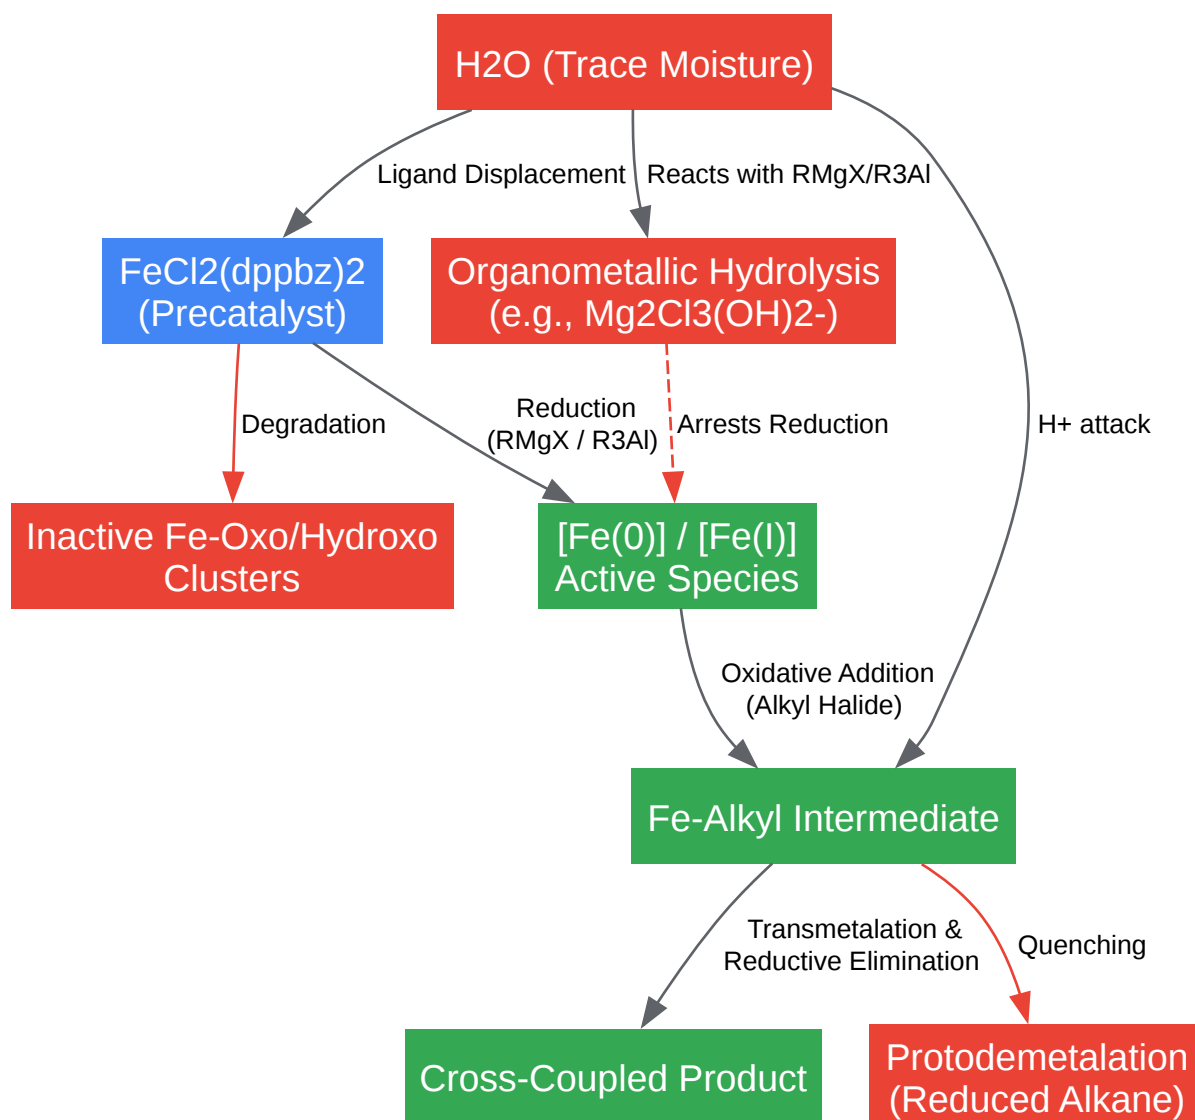 H2O (Trace Moisture)
Ligand Displacement
Reacts with RMgX/R3Al
FeCl2(dppbz)2
(Precatalyst)
Organometallic Hydrolysis
(e.g., Mg2Cl3(OH)2-)
Degradation
Reduction
(RMgX / R3Al)
Arrests Reduction
H+ attack
Inactive Fe-Oxo/Hydroxo
Clusters
[Fe(0)] / [Fe(I)]
Active Species
Oxidative Addition
(Alkyl Halide)
Fe-Alkyl Intermediate
Transmetalation &
Reductive Elimination
Quenching
Cross-Coupled Product
Protodemetalation
(Reduced Alkane)